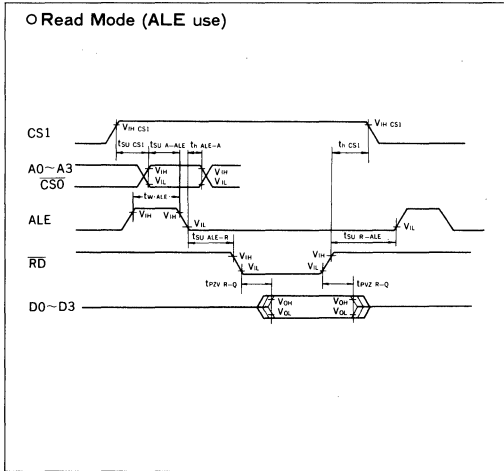 ○ Read Mode (ALE use)
CS1
VIH CS1
VIH CS1
tSU CS1
tSU A-ALE
th ALE-A
th CS1
A0~A3
CS0
VIH
VIL
VIH
VIL
tW-ALE
ALE
VIH
VIH
VIL
VIL
tSU ALE-R
tSU R-ALE
RD
VIH
VIL
VIH
VIL
tPZV R-Q
tPVZ R-Q
D0~D3
VOH
VOL
VOH
VOL